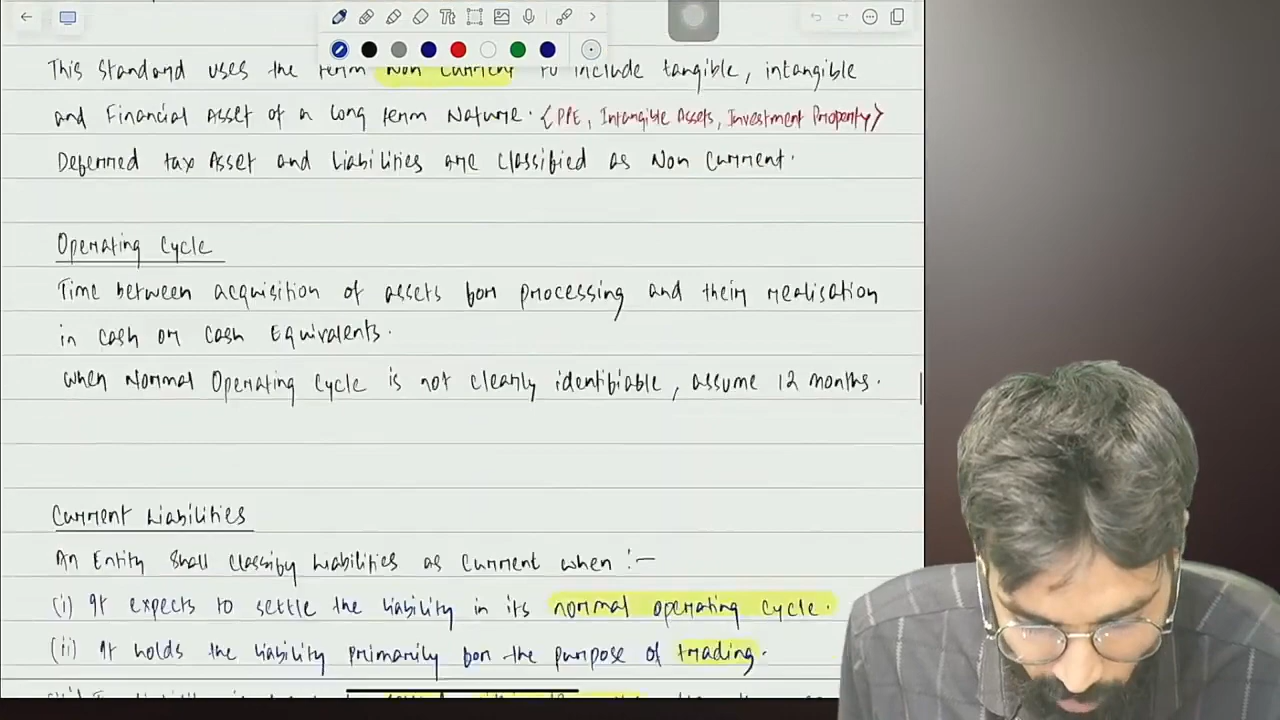 This standard uses the term Non Current to include tangible, intangible
and Financial Asset of a long term Nature. {PPE, Intangible Assets, Investment Property}
Deferred tax Asset and Liabilities are classified as Non Current.
Operating Cycle
Time between acquisition of assets for processing and their realisation
in cash or cash Equivalents.
When Normal Operating Cycle is not clearly identifiable, assume 12 months.
Current Liabilities
An Entity Shall classify Liabilities as Current when :-
(i) It expects to settle the liability in its normal operating cycle.
(ii) It holds the liability primarily for the purpose of trading.